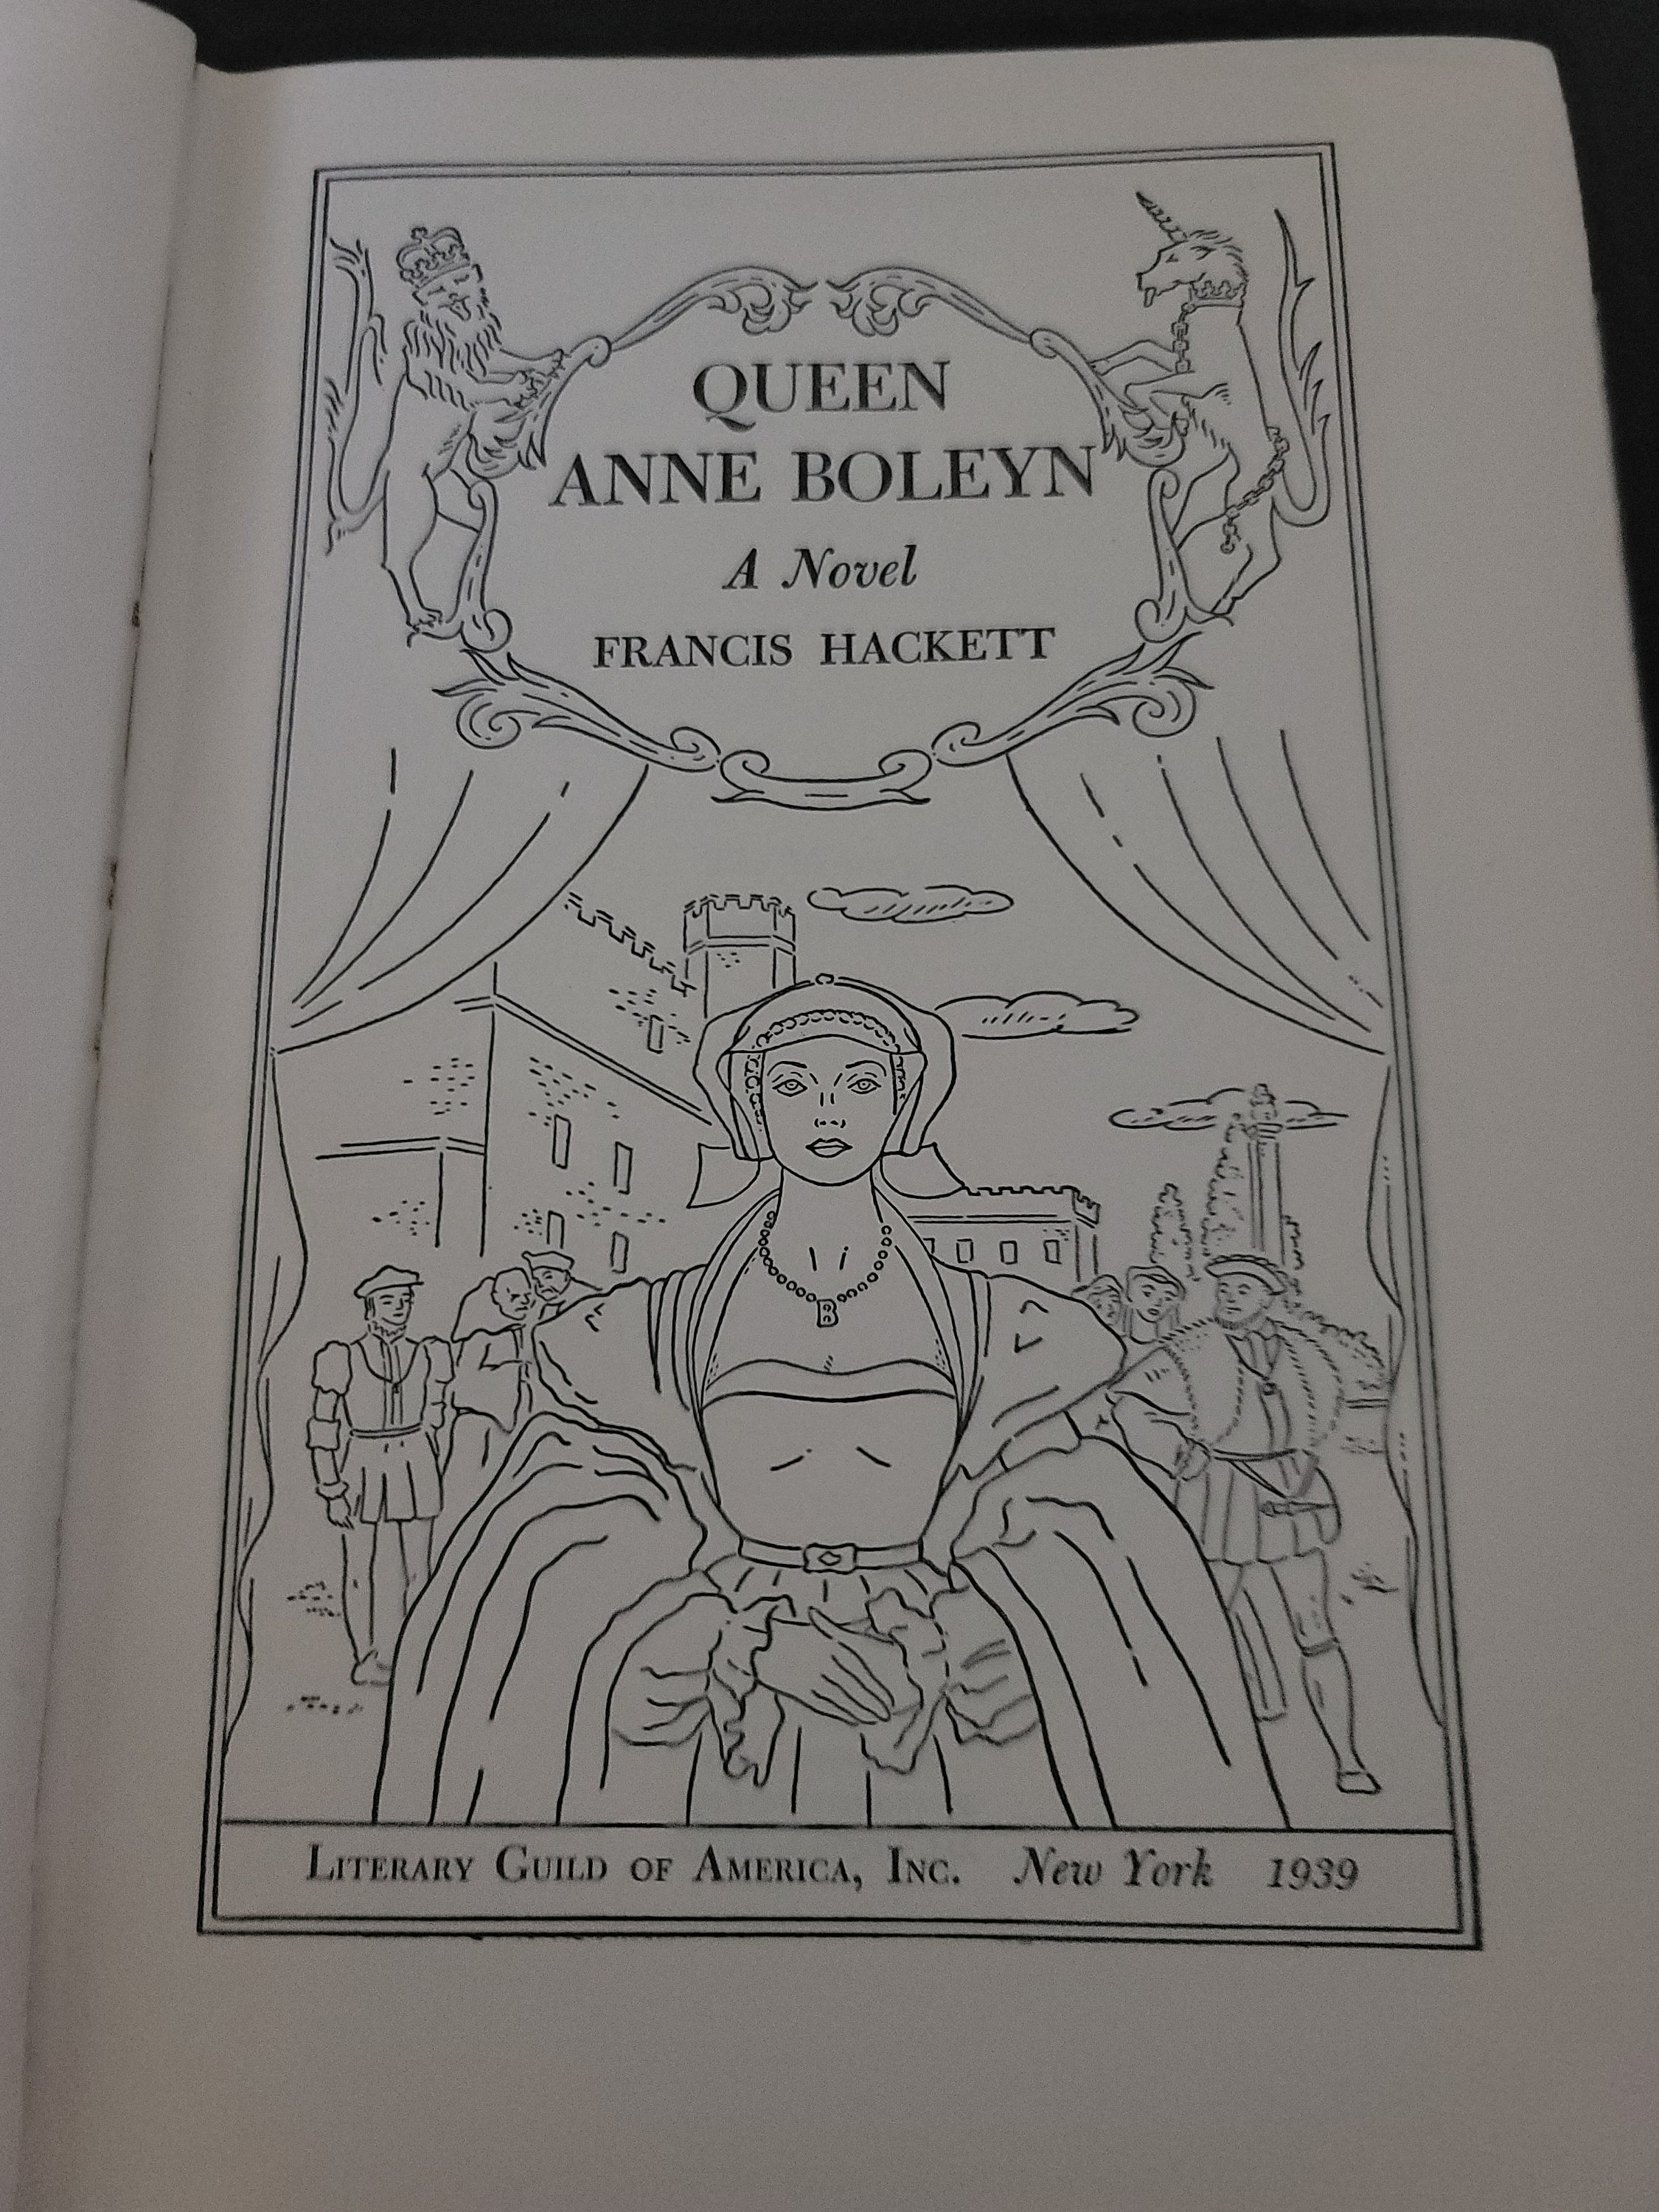 QUEEN
ANNE BOLEYN
A Novel
FRANCIS HACKETT
B
LITERARY GUILD OF AMERICA, INC. New York 1939